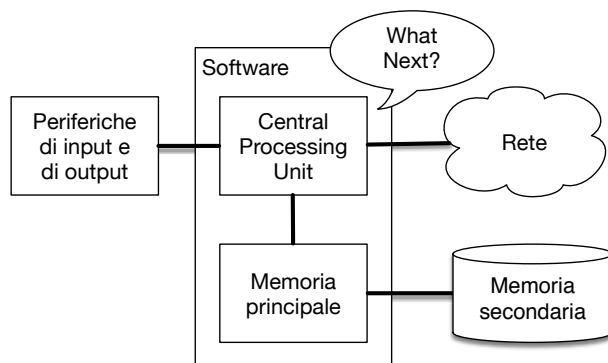 What
Next?
Software
Periferiche
di input e
di output
Central
Processing
Unit
Rete
Memoria
principale
Memoria
secondaria